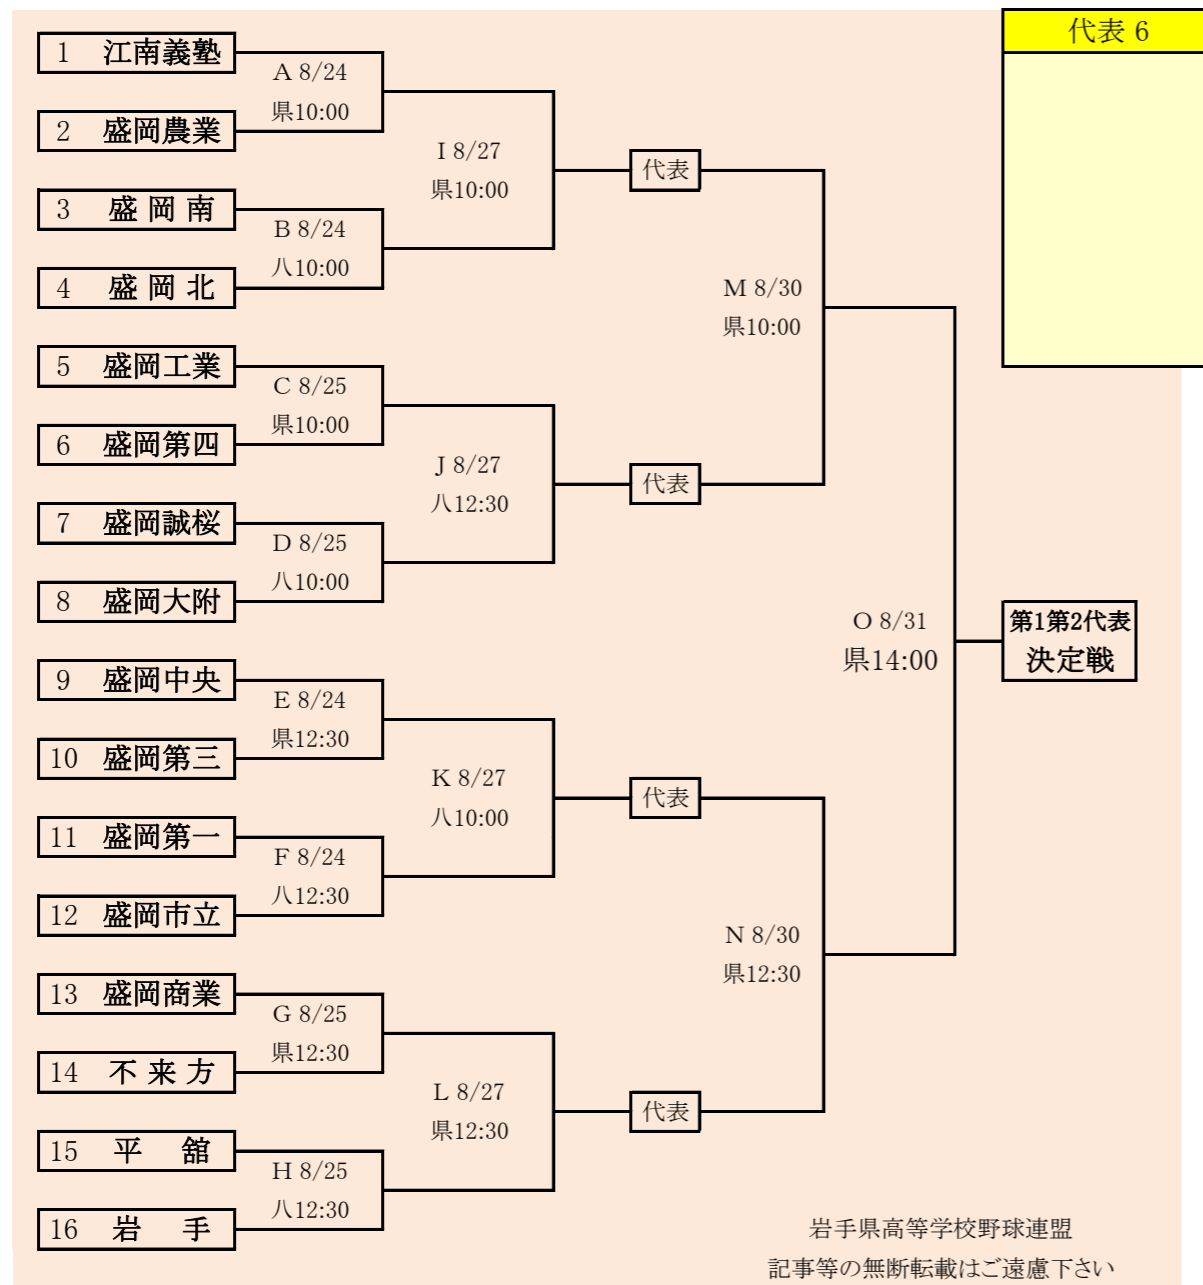 代表 6
1 江南義塾
A 8/24
県10:00
2 盛岡農業
I 8/27
県10:00
代表
3 盛岡南
B 8/24
八10:00
4 盛岡北
M 8/30
県10:00
5 盛岡工業
C 8/25
県10:00
6 盛岡第四
J 8/27
八12:30
代表
7 盛岡誠桜
D 8/25
八10:00
8 盛岡大附
O 8/31
県14:00
第1第2代表
決定戦
9 盛岡中央
E 8/24
県12:30
10 盛岡第三
K 8/27
八10:00
代表
11 盛岡第一
F 8/24
八12:30
12 盛岡市立
N 8/30
県12:30
13 盛岡商業
G 8/25
県12:30
14 不来方
L 8/27
県12:30
代表
15 平舘
H 8/25
八12:30
16 岩手
岩手県高等学校野球連盟
記事等の無断転載はご遠慮下さい